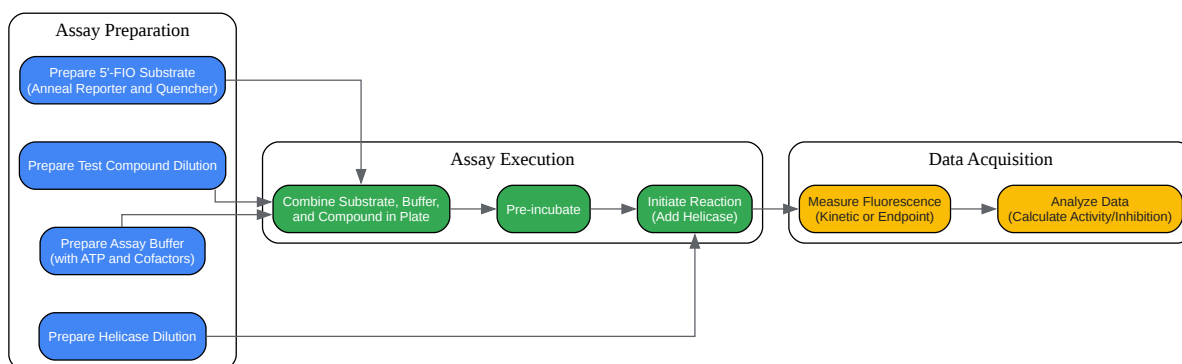 Assay Preparation
Prepare 5'-FIO Substrate
(Anneal Reporter and Quencher)
Prepare Test Compound Dilution
Prepare Assay Buffer
(with ATP and Cofactors)
Prepare Helicase Dilution
Assay Execution
Combine Substrate, Buffer,
and Compound in Plate
Pre-incubate
Initiate Reaction
(Add Helicase)
Data Acquisition
Measure Fluorescence
(Kinetic or Endpoint)
Analyze Data
(Calculate Activity/Inhibition)